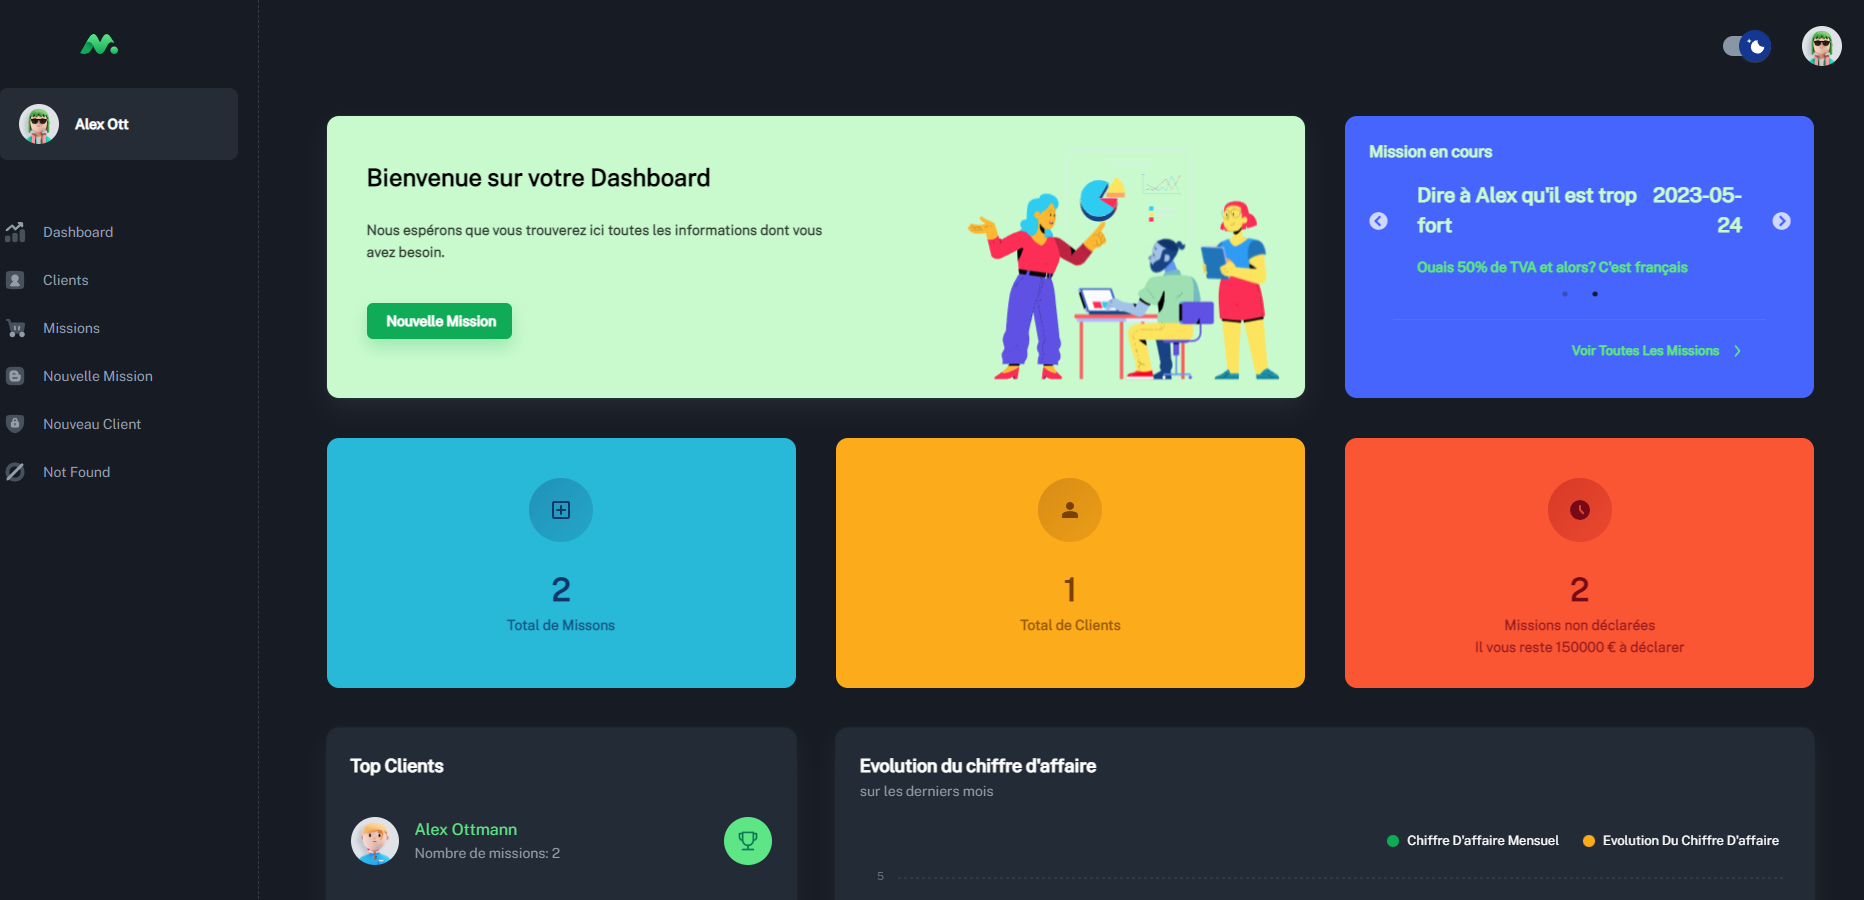 Alex Ott
Dashboard
Clients
Missions
Nouvelle Mission
Nouveau Client
Not Found
Bienvenue sur votre Dashboard
Nous espérons que vous trouverez ici toutes les informations dont vous
avez besoin.
Nouvelle Mission
Mission en cours
Dire à Alex qu'il est trop
fort
2023-05-
24
Ouais 50% de TVA et alors? C'est français
Voir Toutes Les Missions
2
Total de Missons
1
Total de Clients
2
Missions non déclarées
Il vous reste 150000 € à déclarer
Top Clients
Alex Ottmann
Nombre de missions: 2
Evolution du chiffre d'affaire
sur les derniers mois
Chiffre D'affaire Mensuel
Evolution Du Chiffre D'affaire
5